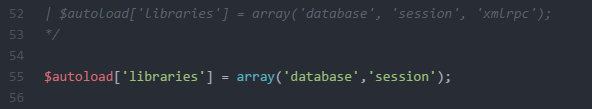 52 | $autoload['libraries'] = array('database', 'session', 'xmlrpc');
53 */
54
55 $autoload['libraries'] = array('database','session');
56